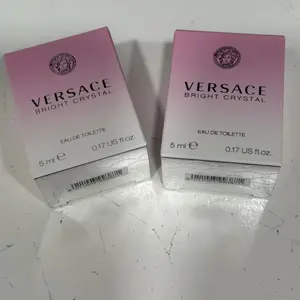 VERSACE
BRIGHT CRYSTAL
EAU DE TOILETTE
5 ml ℮ 0.17 US fl.oz.
VERSACE
BRIGHT CRYSTAL
EAU DE TOILETTE
5 ml ℮ 0.17 US fl.oz.